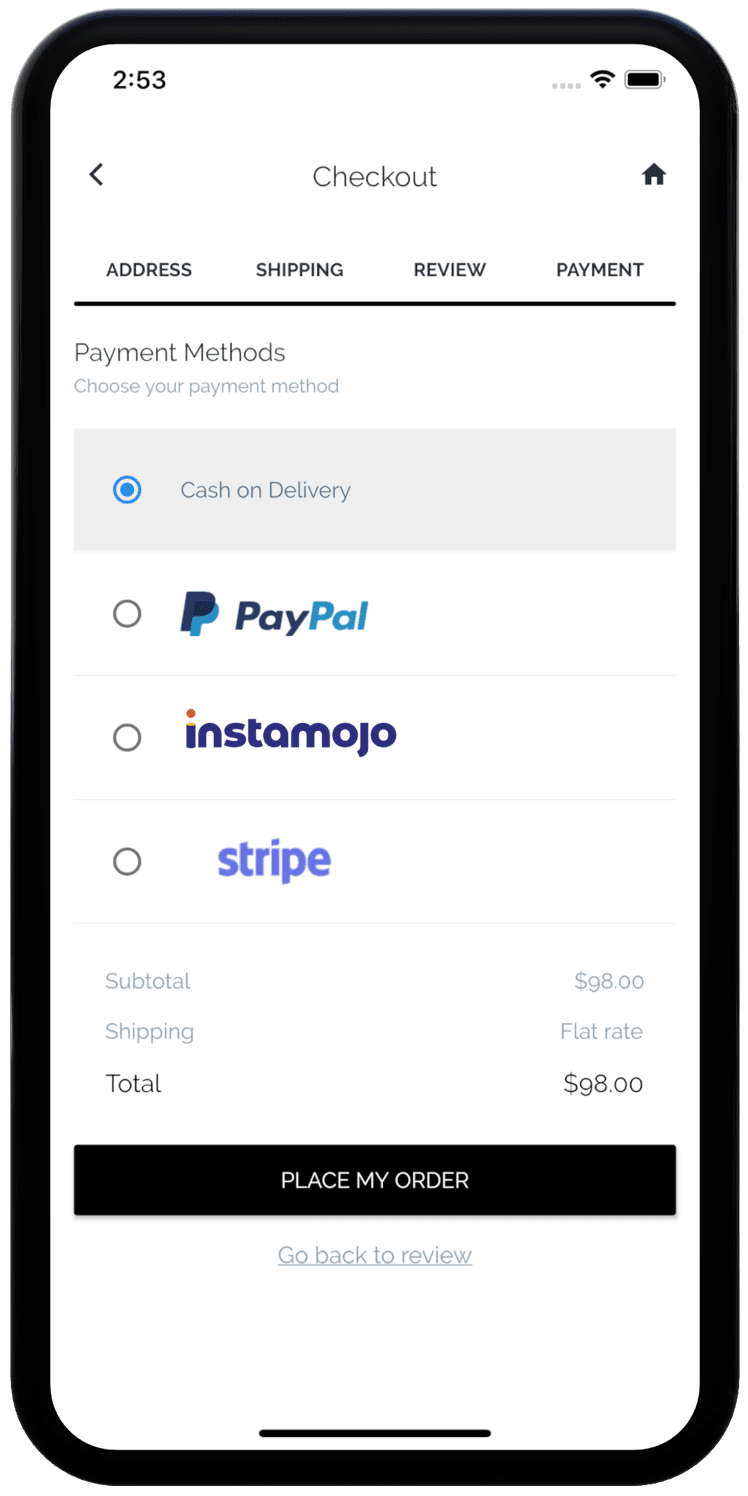 2:53
Checkout
ADDRESS SHIPPING REVIEW PAYMENT
Payment Methods
Choose your payment method
Cash on Delivery
PayPal
instamojo
stripe
Subtotal $98.00
Shipping Flat rate
Total $98.00
PLACE MY ORDER
Go back to review